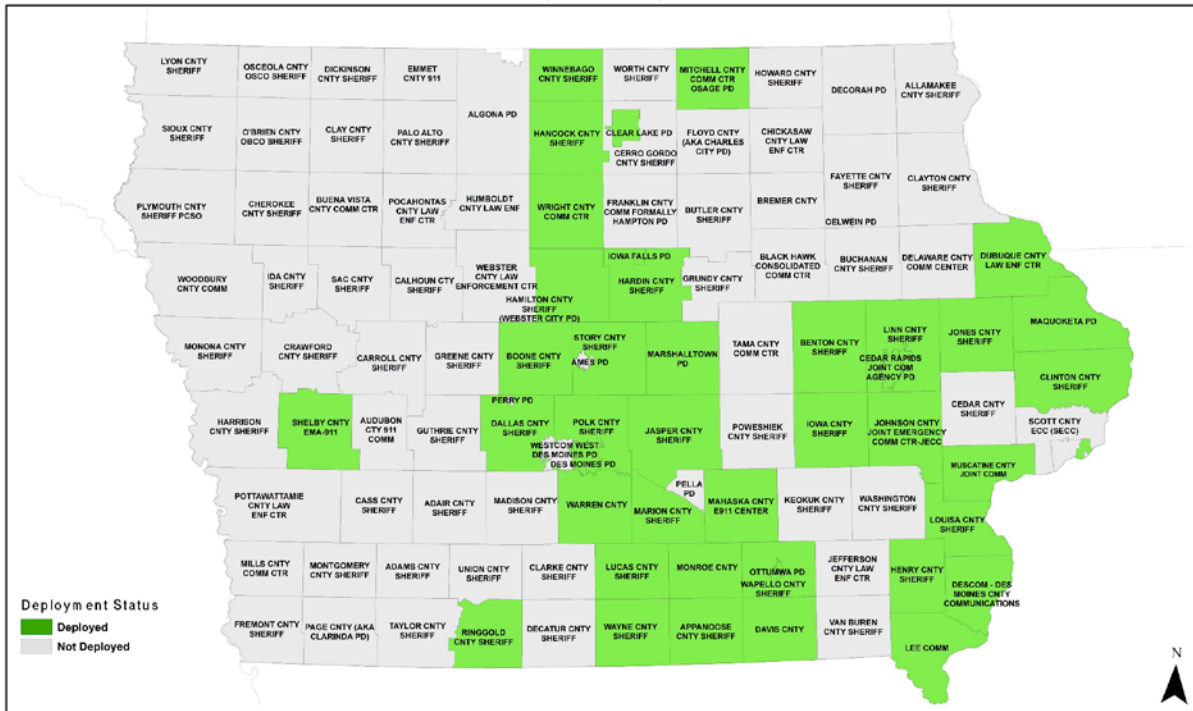 LYON CNTY
SHERIFF
OSCEOLA CNTY
OSCO SHERIFF
DICKINSON
CNTY SHERIFF
EMMET
CNTY 911
WINNEBAGO
CNTY SHERIFF
WORTH CNTY
SHERIFF
MITCHELL CNTY
COMM CTR
OSAGE PD
HOWARD CNTY
SHERIFF
DECORAH PD
ALLAMAKEE
CNTY SHERIFF
SIOUX CNTY
SHERIFF
O'BRIEN CNTY
OBCO SHERIFF
CLAY CNTY
SHERIFF
PALO ALTO
CNTY SHERIFF
ALGONA PD
HANCOCK CNTY
SHERIFF
CLEAR LAKE PD
CERRO GORDO
CNTY SHERIFF
FLOYD CNTY
(AKA CHARLES
CITY PD)
CHICKASAW
CNTY LAW
ENF CTR
FAYETTE CNTY
SHERIFF
CLAYTON CNTY
SHERIFF
PLYMOUTH CNTY
SHERIFF PCSO
CHEROKEE
CNTY SHERIFF
BUENA VISTA
CNTY COMM CTR
POCAHONTAS
CNTY LAW
ENF CTR
HUMBOLDT
CNTY LAW ENF
WRIGHT CNTY
COMM CTR
FRANKLIN CNTY
COMM FORMALLY
HAMPTON PD
BUTLER CNTY
SHERIFF
BREMER CNTY
OELWEIN PD
WOODBURY
CNTY COMM
IDA CNTY
SHERIFF
SAC CNTY
SHERIFF
CALHOUN CTY
SHERIFF
WEBSTER
CNTY LAW
ENFORCEMENT CTR
HAMILTON CNTY
SHERIFF
(WEBSTER CITY PD)
IOWA FALLS PD
HARDIN CNTY
SHERIFF
GRUNDY CNTY
SHERIFF
BLACK HAWK
CONSOLIDATED
COMM CTR
BUCHANAN
CNTY SHERIFF
DELAWARE CNTY
COMM CENTER
DUBUQUE CNTY
LAW ENF CTR
MONONA CNTY
SHERIFF
CRAWFORD
CNTY SHERIFF
CARROLL CNTY
SHERIFF
GREENE CNTY
SHERIFF
BOONE CNTY
SHERIFF
STORY CNTY
SHERIFF
AMES PD
MARSHALLTOWN
PD
TAMA CNTY
COMM CTR
BENTON CNTY
SHERIFF
LINN CNTY
SHERIFF
CEDAR RAPIDS
JOINT COM
AGENCY PD
JONES CNTY
SHERIFF
MAQUOKETA PD
CLINTON CNTY
SHERIFF
HARRISON
CNTY SHERIFF
SHELBY CNTY
EMA-911
AUDUBON
CTY 911
COMM
GUTHRIE CNTY
SHERIFF
PERRY PD
DALLAS CNTY
SHERIFF
POLK CNTY
SHERIFF
WESTCOM WEST
DES MOINES PD
DES MOINES PD
JASPER CNTY
SHERIFF
POWESHIEK
CNTY SHERIFF
IOWA CNTY
SHERIFF
JOHNSON CNTY
JOINT EMERGENCY
COMM CTR-JECC
CEDAR CNTY
SHERIFF
SCOTT CNTY
ECC (SECC)
MUSCATINE CNTY
JOINT COMM
POTTAWATTAMIE
CNTY LAW
ENF CTR
CASS CNTY
SHERIFF
ADAIR CNTY
SHERIFF
MADISON CNTY
SHERIFF
WARREN CNTY
MARION CNTY
SHERIFF
PELLA
PD
MAHASKA CNTY
E911 CENTER
KEOKUK CNTY
SHERIFF
WASHINGTON
CNTY SHERIFF
LOUISA CNTY
SHERIFF
MILLS CNTY
COMM CTR
MONTGOMERY
CNTY SHERIFF
ADAMS CNTY
SHERIFF
UNION CNTY
SHERIFF
CLARKE CNTY
SHERIFF
LUCAS CNTY
SHERIFF
MONROE CNTY
OTTUMWA PD
WAPELLO CNTY
SHERIFF
JEFFERSON
CNTY LAW
ENF CTR
HENRY CNTY
SHERIFF
DESCOM - DES
MOINES CNTY
COMMUNICATIONS
FREMONT CNTY
SHERIFF
PAGE CNTY (AKA
CLARINDA PD)
TAYLOR CNTY
SHERIFF
RINGGOLD
CNTY SHERIFF
DECATUR CNTY
SHERIFF
WAYNE CNTY
SHERIFF
APPANOOSE
CNTY SHERIFF
DAVIS CNTY
VAN BUREN
CNTY SHERIFF
LEE COMM
Deployment Status
Deployed
Not Deployed
N